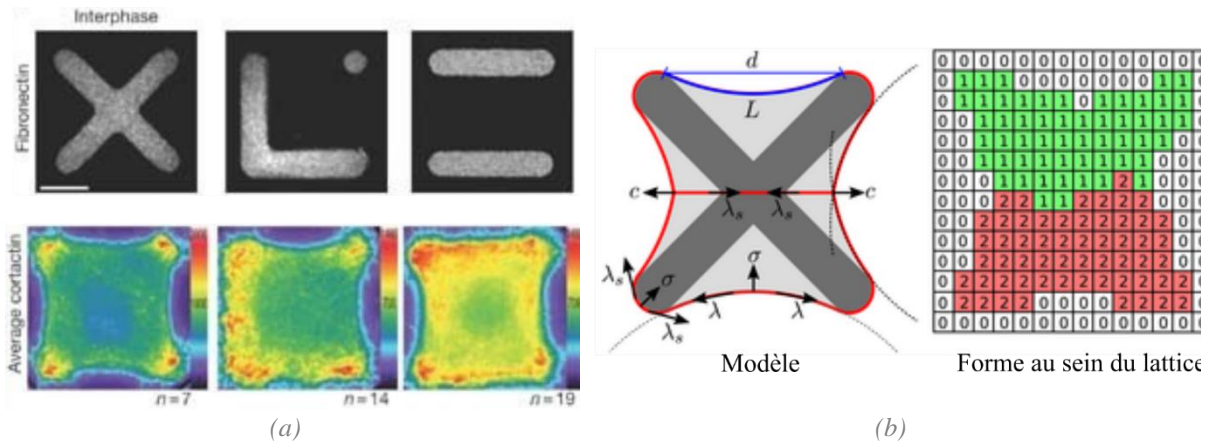 Interphase
Fibronectin
Average cortactin
n=7
n=14
n=19
(a)
d
L
c
λs
λs
c
λs
σ
λs
σ
λ
λ
Modèle
0 0 0 0 0 0 0 0 0 0 0 0 0 0
0 1 1 1 0 0 0 0 0 0 0 1 1 0
0 1 1 1 1 1 1 0 1 1 1 1 1 0
0 0 1 1 1 1 1 1 1 1 1 1 0 0
0 0 1 1 1 1 1 1 1 1 1 1 0 0
0 0 1 1 1 1 1 1 1 1 1 0 0 0
0 0 0 1 1 1 1 1 1 2 1 0 0 0
0 0 0 2 2 1 1 2 2 2 2 0 0 0
0 0 2 2 2 2 2 2 2 2 2 2 0 0
0 0 2 2 2 2 2 2 2 2 2 2 0 0
0 0 2 2 2 2 2 2 2 2 2 2 0 0
0 2 2 2 2 2 2 2 2 2 2 2 2 0
0 2 2 2 2 0 0 0 0 2 2 2 2 0
0 0 0 0 0 0 0 0 0 0 0 0 0 0
Forme au sein du lattice
(b)